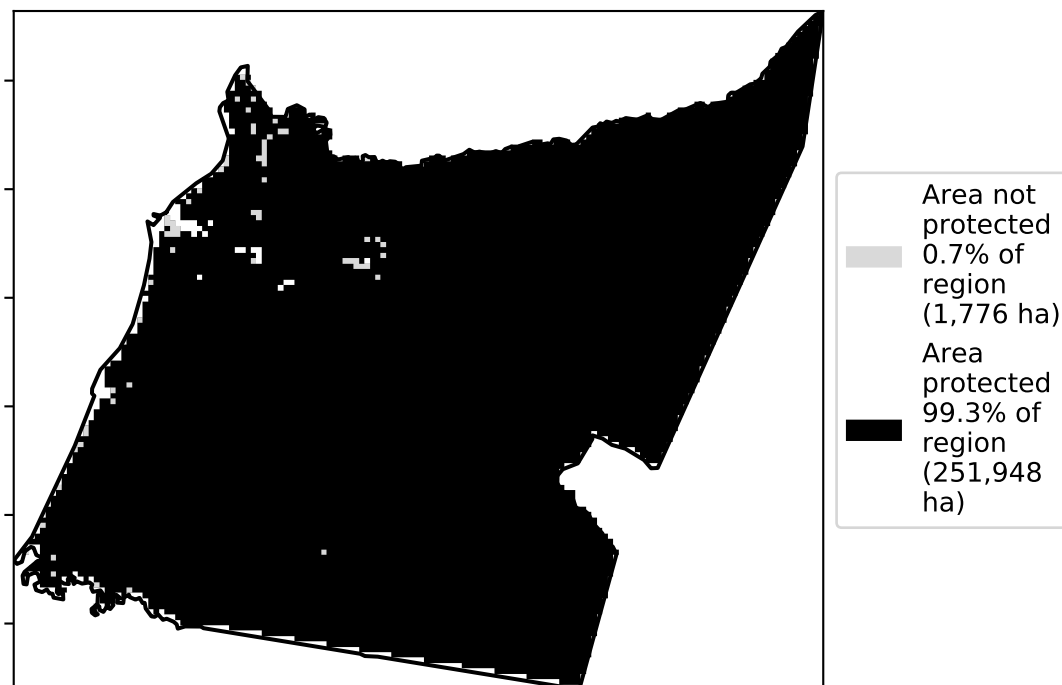 Area not
protected
0.7% of
region
(1,776 ha)
Area
protected
99.3% of
region
(251,948
ha)